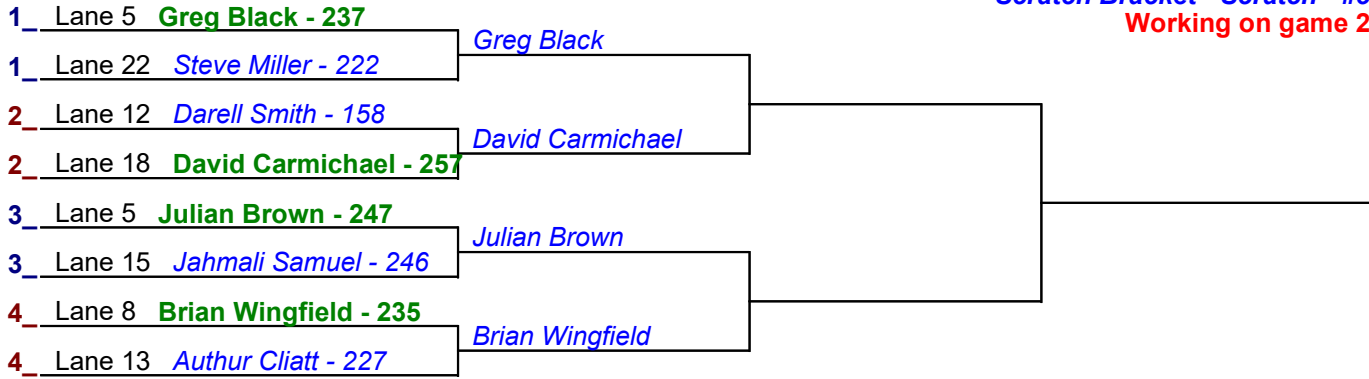 Scratch Bracket - Scratch - #
Working on game 2
1_ Lane 5 Greg Black - 237
Greg Black
1_ Lane 22 Steve Miller - 222
2_ Lane 12 Darell Smith - 158
David Carmichael
2_ Lane 18 David Carmichael - 257
3_ Lane 5 Julian Brown - 247
Julian Brown
3_ Lane 15 Jahmali Samuel - 246
4_ Lane 8 Brian Wingfield - 235
Brian Wingfield
4_ Lane 13 Authur Cliatt - 227